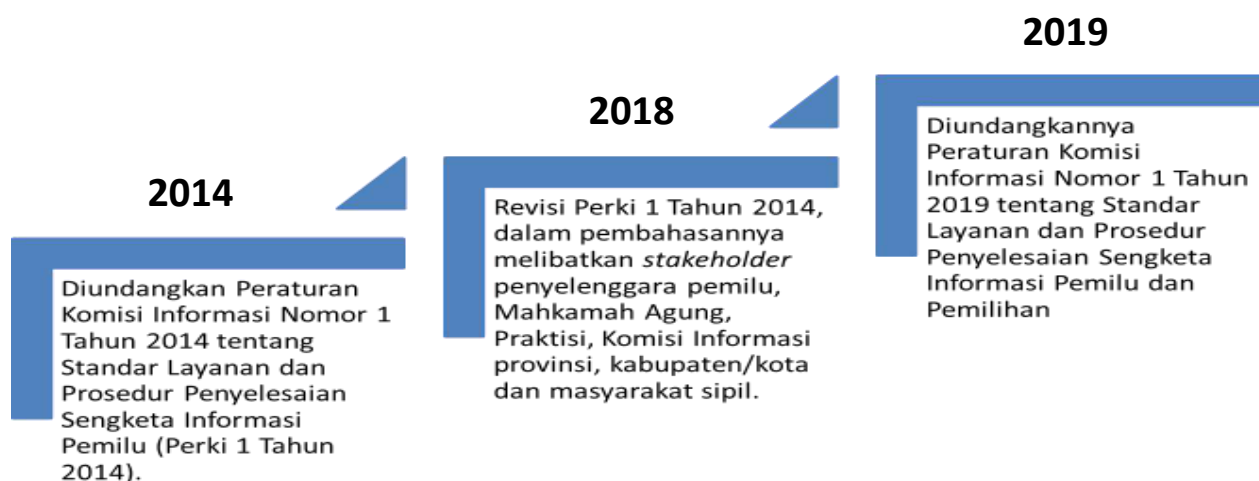 2014
Diundangkan Peraturan
Komisi Informasi Nomor 1
Tahun 2014 tentang
Standar Layanan dan
Prosedur Penyelesaian
Sengketa Informasi
Pemilu (Perki 1 Tahun
2014).
2018
Revisi Perki 1 Tahun 2014,
dalam pembahasannya
melibatkan stakeholder
penyelenggara pemilu,
Mahkamah Agung,
Praktisi, Komisi Informasi
provinsi, kabupaten/kota
dan masyarakat sipil.
2019
Diundangkannya
Peraturan Komisi
Informasi Nomor 1 Tahun
2019 tentang Standar
Layanan dan Prosedur
Penyelesaian Sengketa
Informasi Pemilu dan
Pemilihan